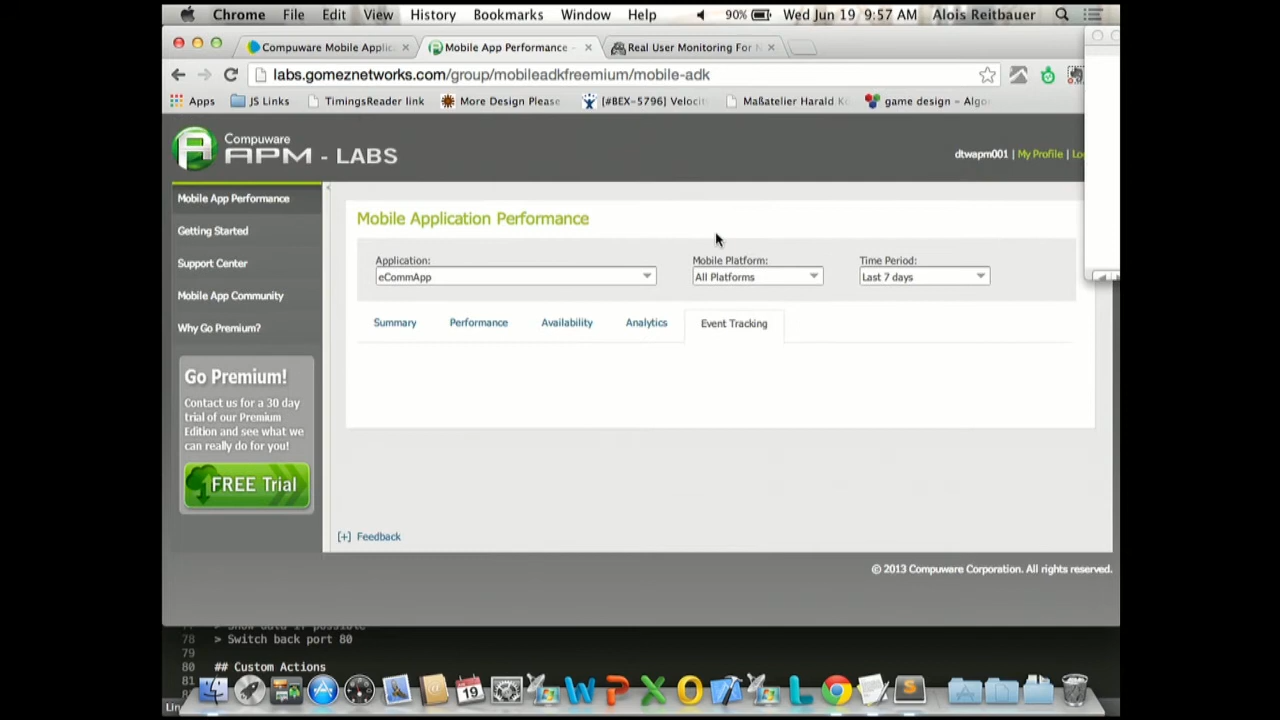 Chrome File Edit View History Bookmarks Window Help 90% Wed Jun 19 9:57 AM Alois Reitbauer
Compuware Mobile Applic Mobile App Performance - Real User Monitoring For
labs.gomeznetworks.com/group/mobileadkfreemium/mobile-adk
Apps JS Links TimingsReader link More Design Please [#BEX-5796] Veloci Maßatelier Harald game design – Algo
Compuware
APM - LABS
dtwapm001 | My Profile | Lo
Mobile App Performance
Getting Started
Support Center
Mobile App Community
Why Go Premium?
Go Premium!
Contact us for a 30 day
trial of our Premium
Edition and see what we
can really do for you!
FREE Trial
Mobile Application Performance
Application: Mobile Platform: Time Period:
eCommApp All Platforms Last 7 days
Summary Performance Availability Analytics Event Tracking
[+] Feedback
© 2013 Compuware Corporation. All rights reserved.
78 > Switch back port 80
79
80 ## Custom Actions
81
19